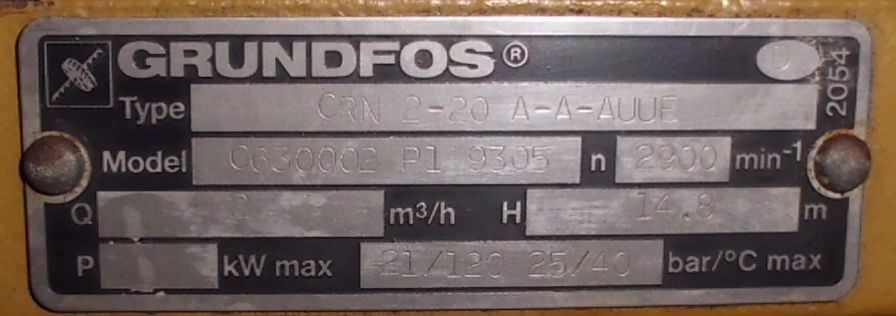 GRUNDFOS®
2054
Type CRN 2-20 A-A-AUUE
Model C630002 P1 9305 n 2900 min-1
Q 2 m³/h H 14.8 m
P kW max 21/120 25/40 bar/°C max